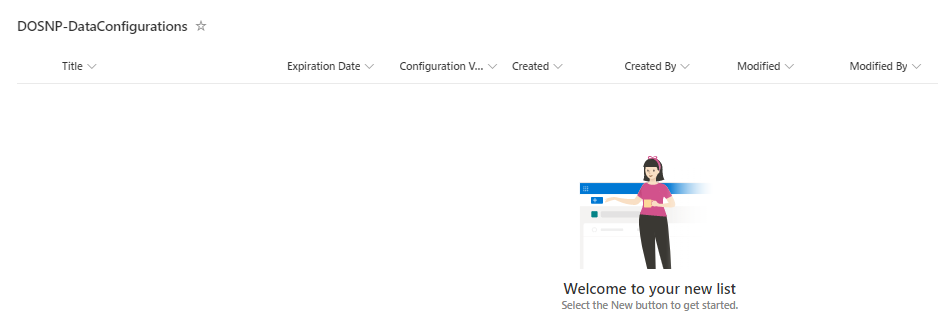 DOSNP-DataConfigurations
Title Expiration Date Configuration V... Created Created By Modified Modified By
Welcome to your new list
Select the New button to get started.